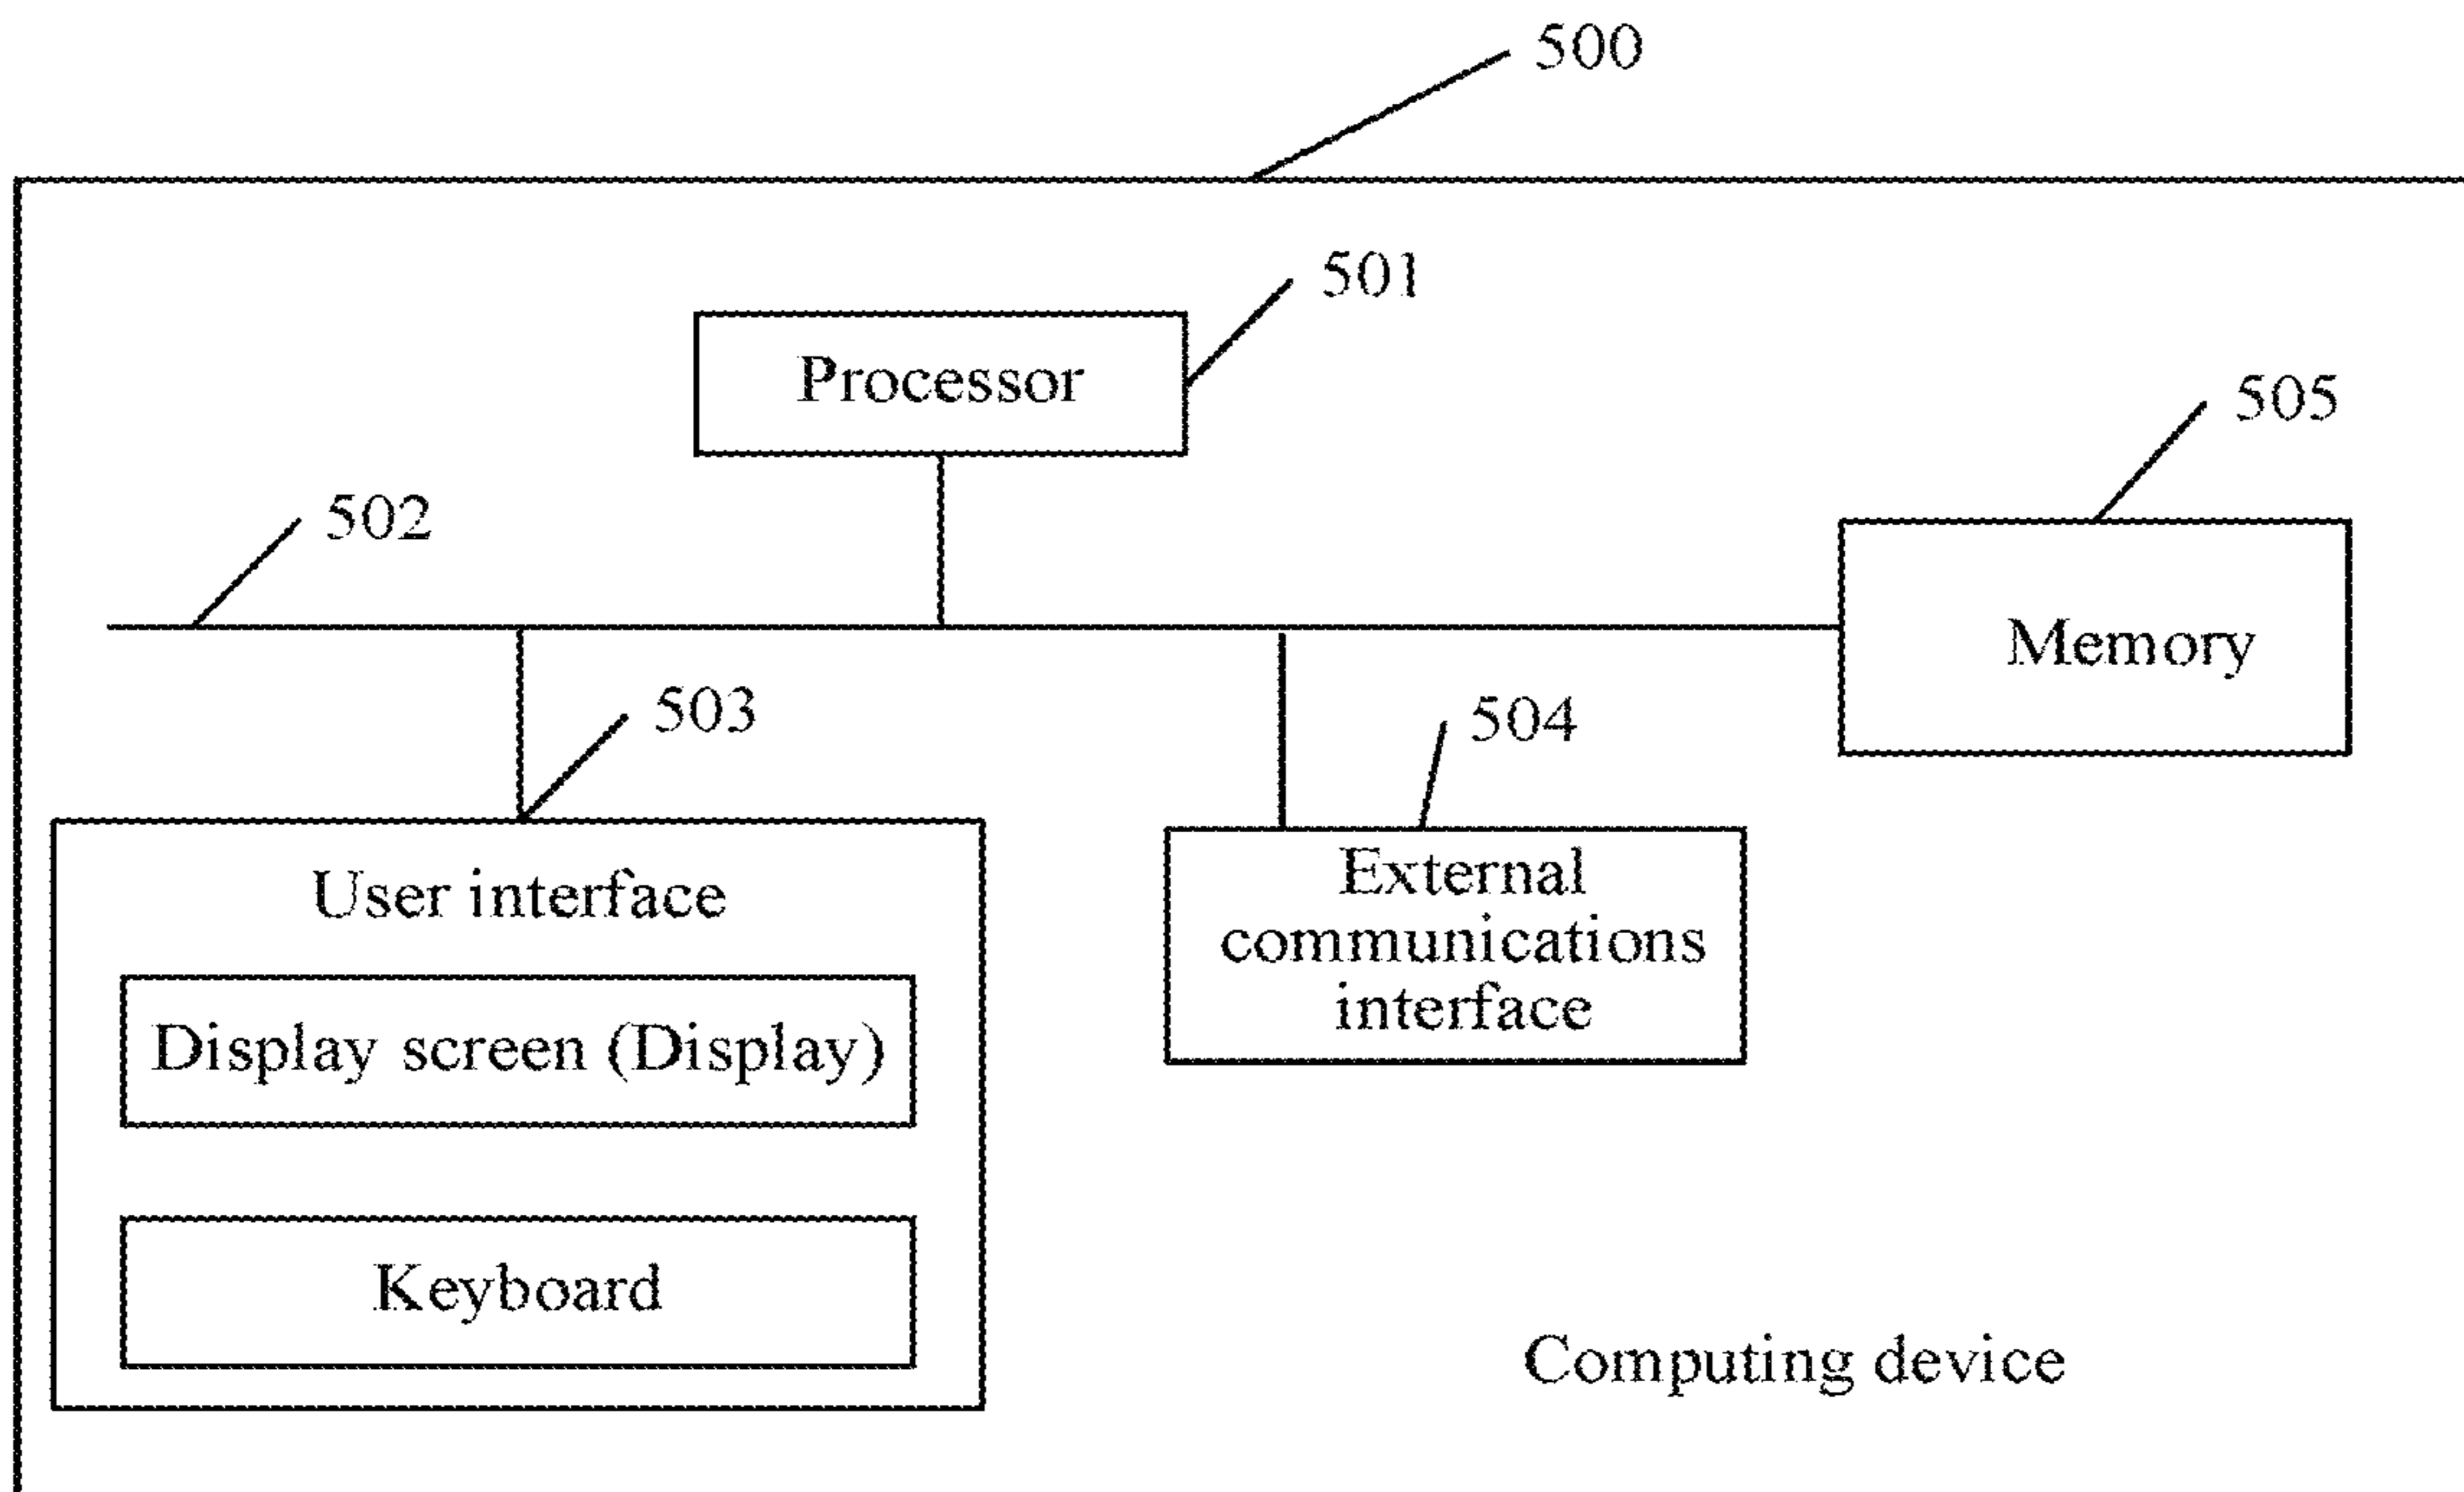 500
501
Processor
505
502
Memory
503
504
User interface
External
communications
interface
Display screen (Display)
Keyboard
Computing device